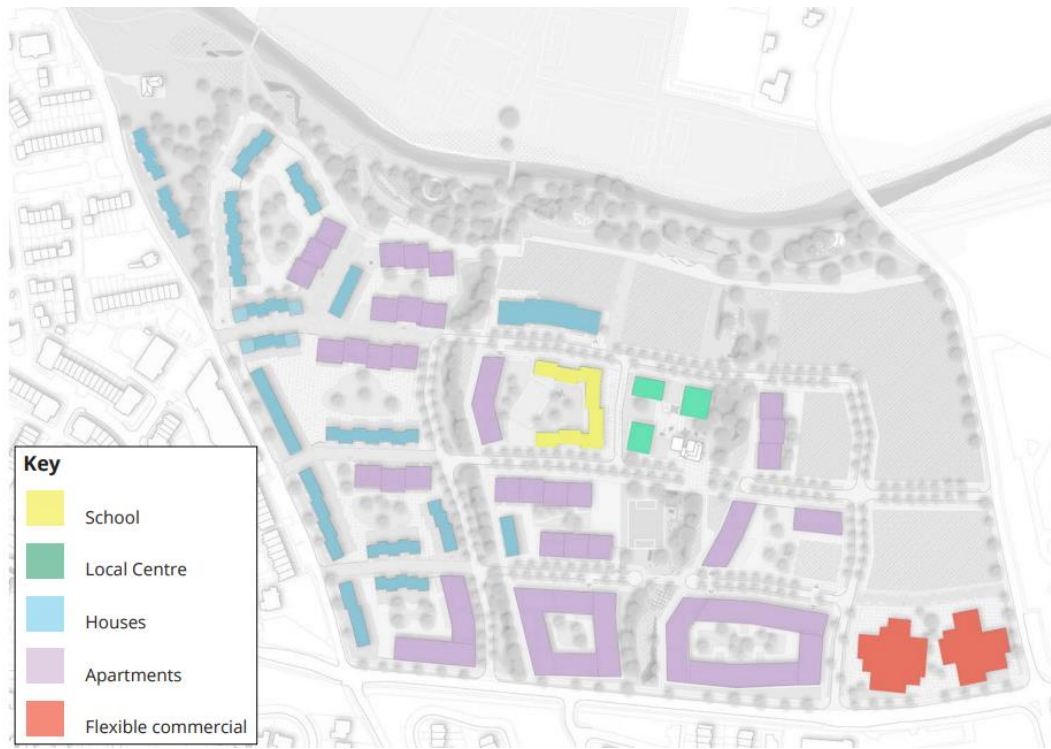 Key
School
Local Centre
Houses
Apartments
Flexible commercial